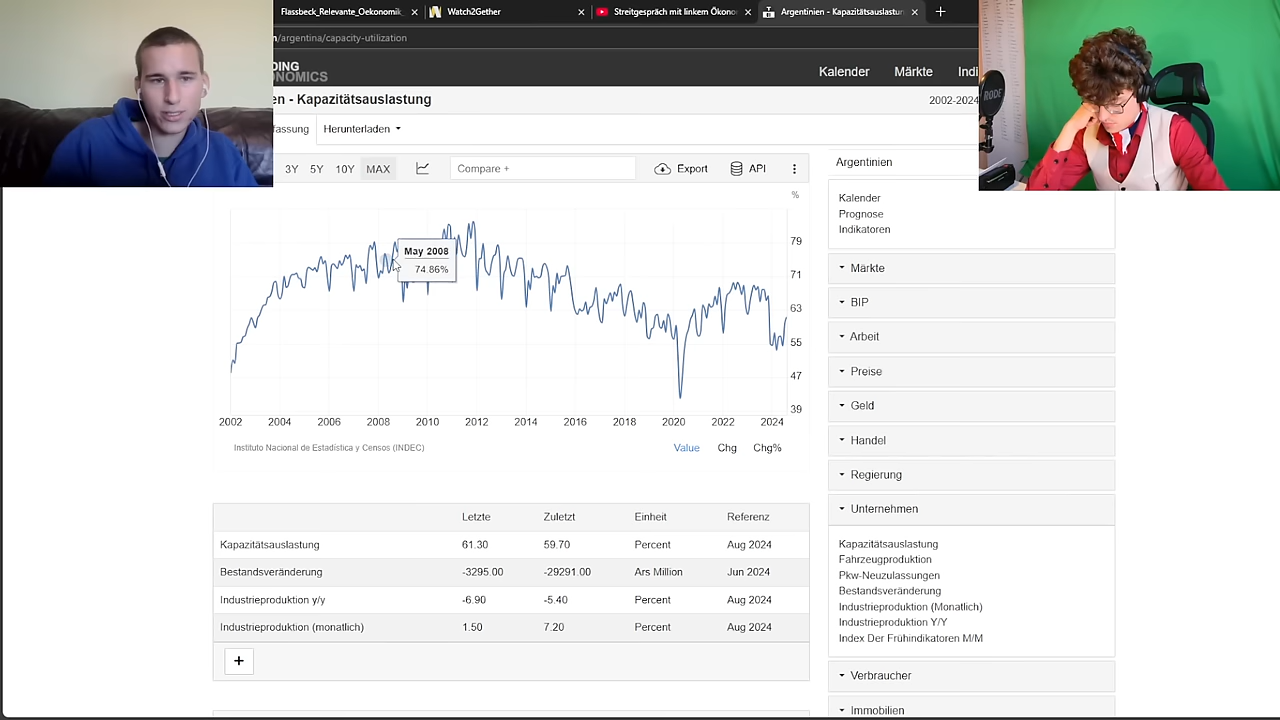 Flassbeck_Relevante_Oekonomik
Watch2Gether
Streitgespräch mit linkem Ök
Argentinien - Kapazitätsauslastu
/capacity-utilization
DING
ONOMICS
Kalender
Märkte
Indi
en - Kapazitätsauslastung
2002-2024
fassung
Herunterladen
3Y
5Y
10Y
MAX
Compare +
Export
API
%
79
71
63
55
47
39
May 2008
74.86%
2002
2004
2006
2008
2010
2012
2014
2016
2018
2020
2022
2024
Instituto Nacional de Estadística y Censos (INDEC)
Value
Chg
Chg%
Letzte Zuletzt Einheit Referenz
Kapazitätsauslastung 61.30 59.70 Percent Aug 2024
Bestandsveränderung -3295.00 -29291.00 Ars Million Jun 2024
Industrieproduktion y/y -6.90 -5.40 Percent Aug 2024
Industrieproduktion (monatlich) 1.50 7.20 Percent Aug 2024
+
Argentinien
Kalender
Prognose
Indikatoren
Märkte
BIP
Arbeit
Preise
Geld
Handel
Regierung
Unternehmen
Kapazitätsauslastung
Fahrzeugproduktion
Pkw-Neuzulassungen
Bestandsveränderung
Industrieproduktion (Monatlich)
Industrieproduktion Y/Y
Index Der Frühindikatoren M/M
Verbraucher
Immobilien
RODE